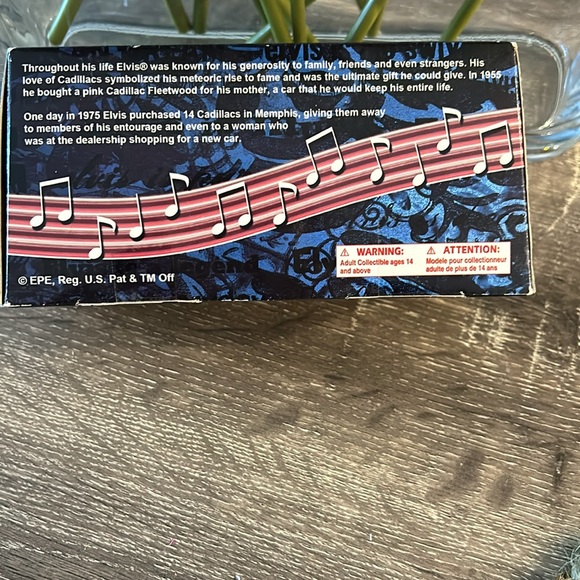 Throughout his life Elvis® was known for his generosity to family, friends and even strangers. His
love of Cadillacs symbolized his meteoric rise to fame and was the ultimate gift he could give. In 1955
he bought a pink Cadillac Fleetwood for his mother, a car that he would keep his entire life.
One day in 1975 Elvis purchased 14 Cadillacs in Memphis, giving them away
to members of his entourage and even to a woman who
was at the dealership shopping for a new car.
⚠ WARNING:
Adult Collectible ages 14
and above
⚠ ATTENTION:
Modele pour collectionneur
adulte de plus de 14 ans
© EPE, Reg. U.S. Pat & TM Off